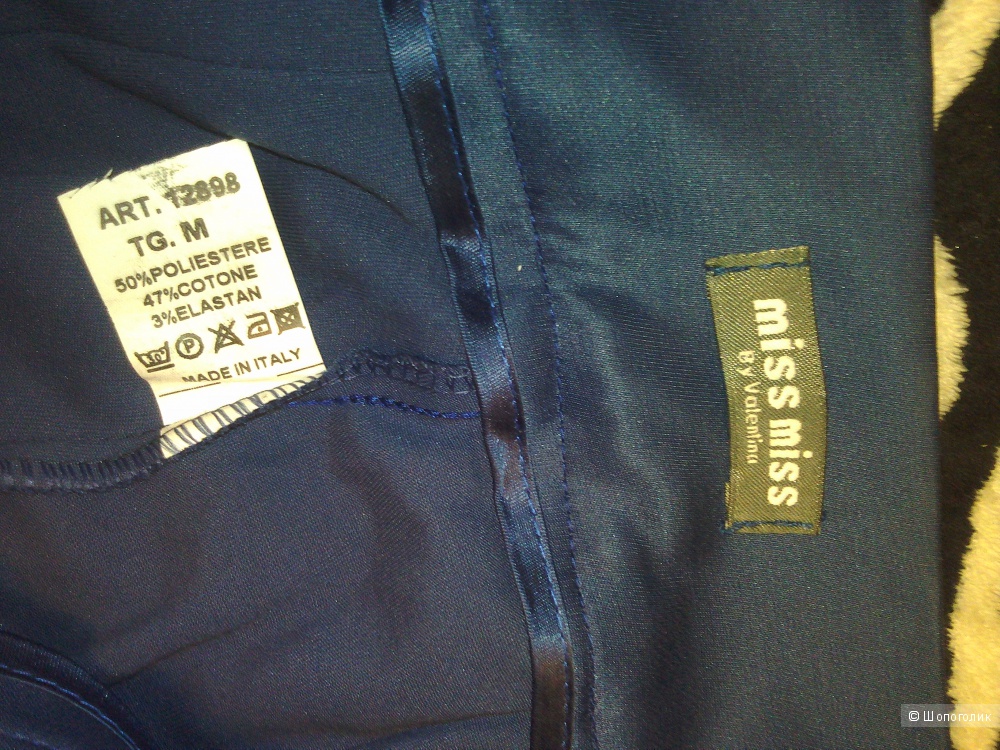 ART. 12898
TG. M
50%POLIESTERE
47%COTONE
3%ELASTAN
P
MADE IN ITALY
miss miss
By Valentina
© Шопоголик